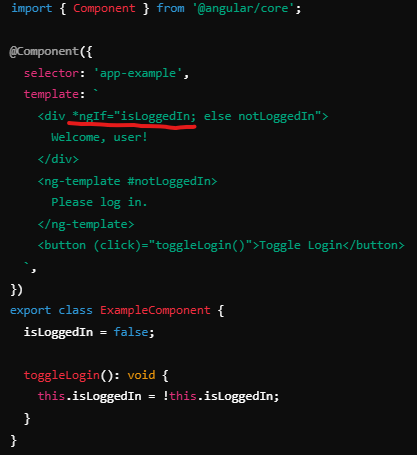 import { Component } from '@angular/core';
@Component({
selector: 'app-example',
template: `
<div *ngIf="isLoggedIn; else notLoggedIn">
Welcome, user!
</div>
<ng-template #notLoggedIn>
Please log in.
</ng-template>
<button (click)="toggleLogin()">Toggle Login</button>
`,
})
export class ExampleComponent {
isLoggedIn = false;
toggleLogin(): void {
this.isLoggedIn = !this.isLoggedIn;
}
}